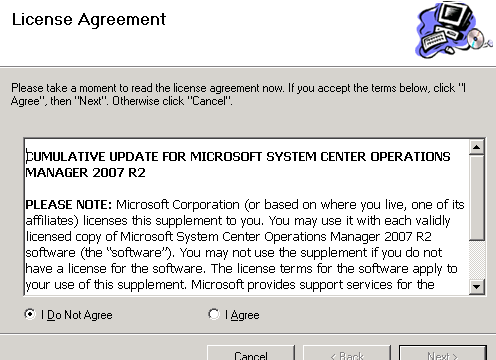 License Agreement
Please take a moment to read the license agreement now. If you accept the terms below, click "I
Agree", then "Next". Otherwise click "Cancel".
CUMULATIVE UPDATE FOR MICROSOFT SYSTEM CENTER OPERATIONS
MANAGER 2007 R2
PLEASE NOTE: Microsoft Corporation (or based on where you live, one of its
affiliates) licenses this supplement to you. You may use it with each validly
licensed copy of Microsoft System Center Operations Manager 2007 R2
software (the “software”). You may not use the supplement if you do not
have a license for the software. The license terms for the software apply to
your use of this supplement. Microsoft provides support services for the
I Do Not Agree
I Agree
Cancel
< Back
Next >